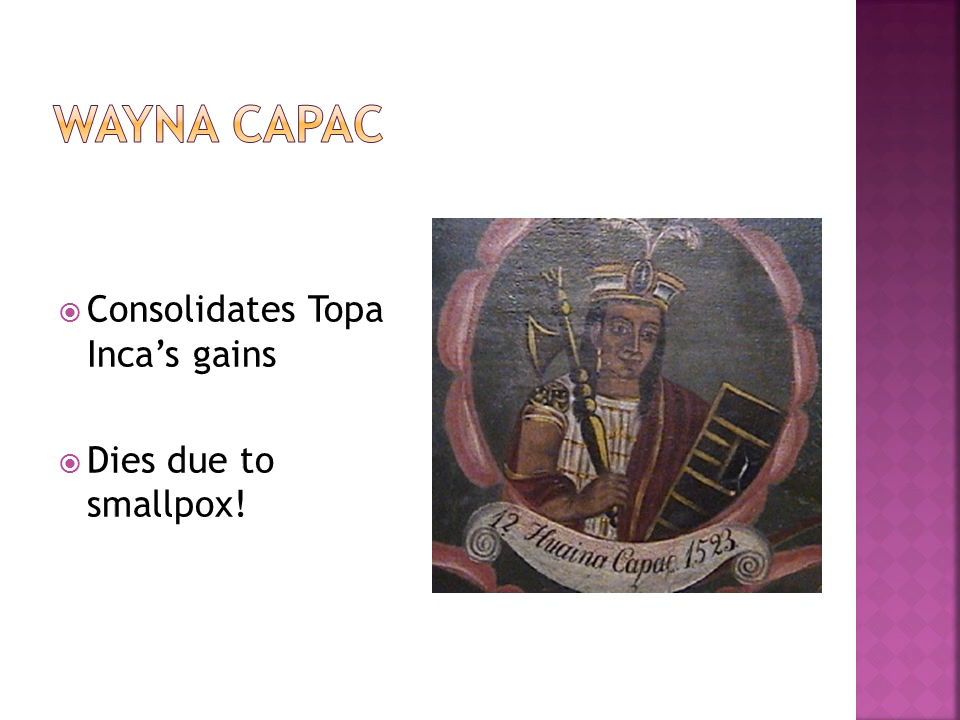 WAYNA CAPAC
Consolidates Topa
Inca’s gains
Dies due to
smallpox!
12 Huaina Capac. 1523